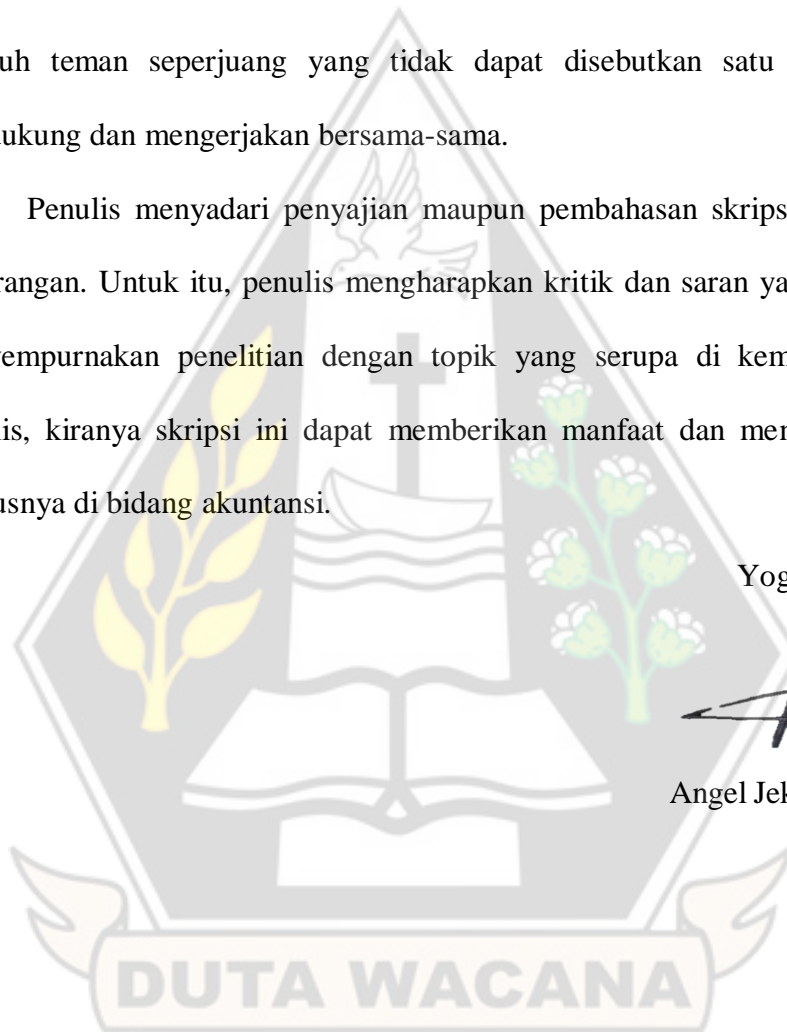 uh teman seperjuang yang tidak dapat disebutkan satu
ukung dan mengerjakan bersama-sama.
Penulis menyadari penyajian maupun pembahasan skrips
rangan. Untuk itu, penulis mengharapkan kritik dan saran ya
empurnakan penelitian dengan topik yang serupa di kem
is, kiranya skripsi ini dapat memberikan manfaat dan men
usnya di bidang akuntansi.
Yog
Angel Jek
DUTA WACANA